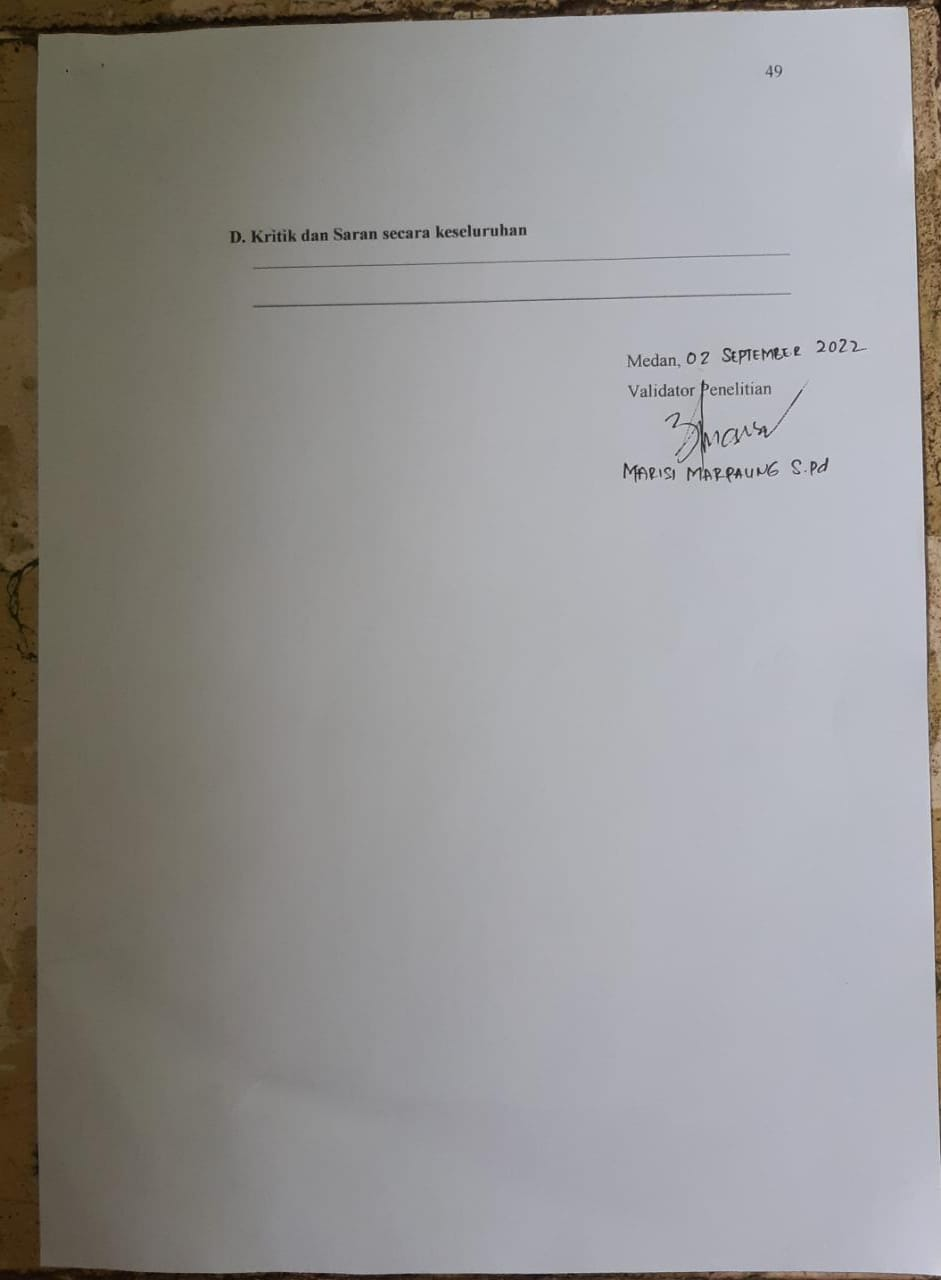 49
D. Kritik dan Saran secara keseluruhan
Medan, 02 SEPTEMBER 2022
Validator Penelitian
MARISI MARPAUNG S.Pd